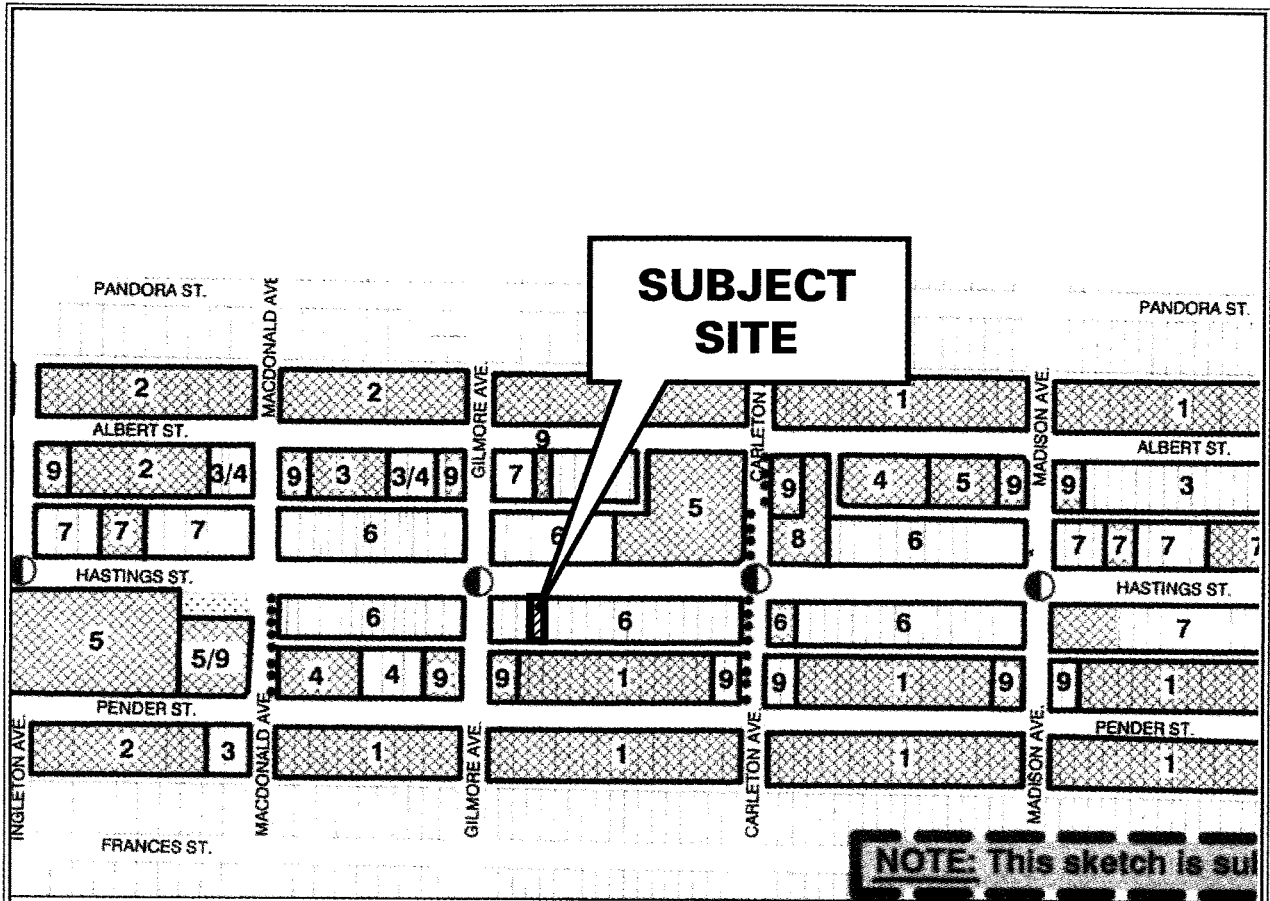 SUBJECT
SITE
PANDORA ST.
MACDONALD AVE
PANDORA ST.
2
2
1
1
GILMORE AVE.
CARLETON
MADISON AVE.
ALBERT ST.
ALBERT ST.
9
2
3/4
9
3
3/4
9
7
9
5
9
4
5
9
9
3
7
7
7
6
6
8
6
7
7
7
7
HASTINGS ST.
HASTINGS ST.
5
5/9
6
6
6
6
7
4
4
9
9
1
9
9
1
9
9
1
PENDER ST.
PENDER ST.
2
3
1
1
1
1
INGLETON AVE.
MACDONALD AVE.
GILMORE AVE.
CARLETON AVE.
MADISON AVE.
FRANCES ST.
NOTE: This sketch is sul